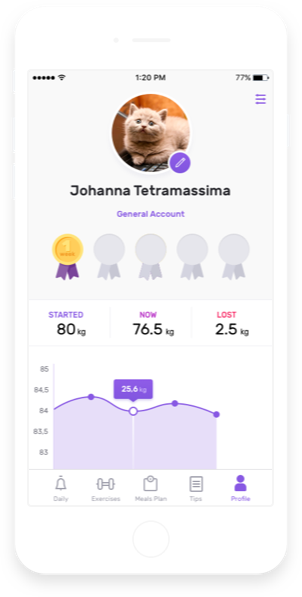 1:20 PM 77%
Johanna Tetramassima
General Account
1
WEEK
STARTED NOW LOST
80 kg 76.5 kg 2.5 kg
85
84,5
84
83,5
83
25.6 kg
Daily Exercises Meals Plan Tips Profile